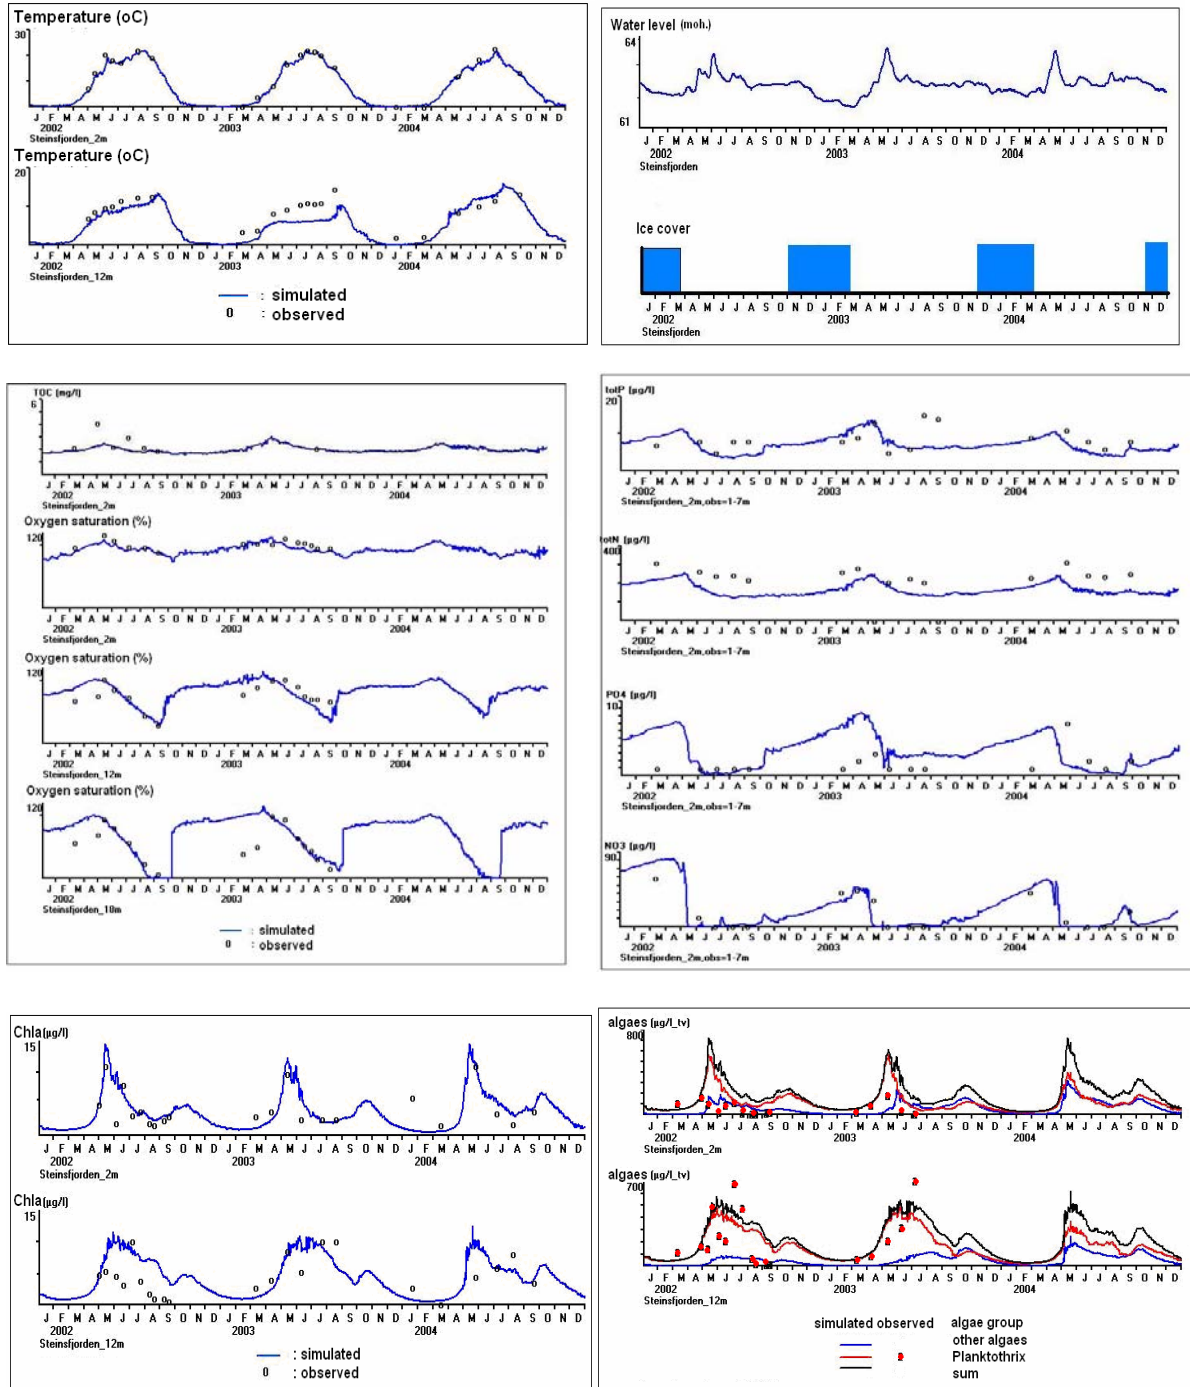 Temperature (oC)
30
J F M A M J J A S O N D J F M A M J J A S O N D J F M A M J J A S O N D
2002 2003 2004
Steinsfjorden_2m
Temperature (oC)
20
J F M A M J J A S O N D J F M A M J J A S O N D J F M A M J J A S O N D
2002 2003 2004
Steinsfjorden_12m
: simulated
o : observed
Water level (moh.)
64
61
J F M A M J J A S O N D J F M A M J J A S O N D J F M A M J J A S O N D
2002 2003 2004
Steinsfjorden
Ice cover
J F M A M J J A S O N D J F M A M J J A S O N D J F M A M J J A S O N D
2002 2003 2004
Steinsfjorden
TOC (mg/l)
6
J F M A M J J A S O N D J F M A M J J A S O N D J F M A M J J A S O N D
2002 2003 2004
Steinsfjorden_2m
Oxygen saturation (%)
120
J F M A M J J A S O N D J F M A M J J A S O N D J F M A M J J A S O N D
2002 2003 2004
Steinsfjorden_2m
Oxygen saturation (%)
120
J F M A M J J A S O N D J F M A M J J A S O N D J F M A M J J A S O N D
2002 2003 2004
Steinsfjorden_12m
Oxygen saturation (%)
120
J F M A M J J A S O N D J F M A M J J A S O N D J F M A M J J A S O N D
2002 2003 2004
Steinsfjorden_18m
: simulated
o : observed
totP (µg/l)
20
J F M A M J J A S O N D J F M A M J J A S O N D J F M A M J J A S O N D
2002 2003 2004
Steinsfjorden_2m,obs=1-7m
totN (µg/l)
400
J F M A M J J A S O N D J F M A M J J A S O N D J F M A M J J A S O N D
2002 2003 2004
Steinsfjorden_2m,obs=1-7m
PO4 (µg/l)
10
J F M A M J J A S O N D J F M A M J J A S O N D J F M A M J J A S O N D
2002 2003 2004
Steinsfjorden_2m,obs=1-7m
NO3 (µg/l)
90
J F M A M J J A S O N D J F M A M J J A S O N D J F M A M J J A S O N D
2002 2003 2004
Steinsfjorden_2m,obs=1-7m
Chla(µg/l)
15
J F M A M J J A S O N D J F M A M J J A S O N D J F M A M J J A S O N D
2002 2003 2004
Steinsfjorden_2m
Chla(µg/l)
15
J F M A M J J A S O N D J F M A M J J A S O N D J F M A M J J A S O N D
2002 2003 2004
Steinsfjorden_12m
: simulated
o : observed
algaes (µg/l_tv)
800
J F M A M J J A S O N D J F M A M J J A S O N D J F M A M J J A S O N D
2002 2003 2004
Steinsfjorden_2m
algaes (µg/l_tv)
700
J F M A M J J A S O N D J F M A M J J A S O N D J F M A M J J A S O N D
2002 2003 2004
Steinsfjorden_12m
simulated observed algae group
other algaes
Planktothrix
sum